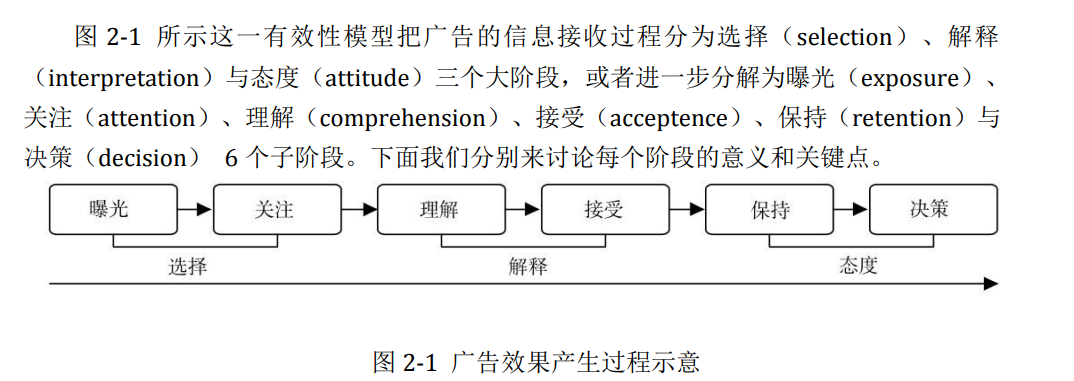 图 2-1 所示这一有效性模型把广告的信息接收过程分为选择（selection）、解释
（interpretation）与态度（attitude）三个大阶段，或者进一步分解为曝光（exposure）、
关注（attention）、理解（comprehension）、接受（acceptence）、保持（retention）与
决策（decision） 6 个子阶段。下面我们分别来讨论每个阶段的意义和关键点。
曝光 关注 理解 接受 保持 决策
选择 解释 态度
图 2-1 广告效果产生过程示意